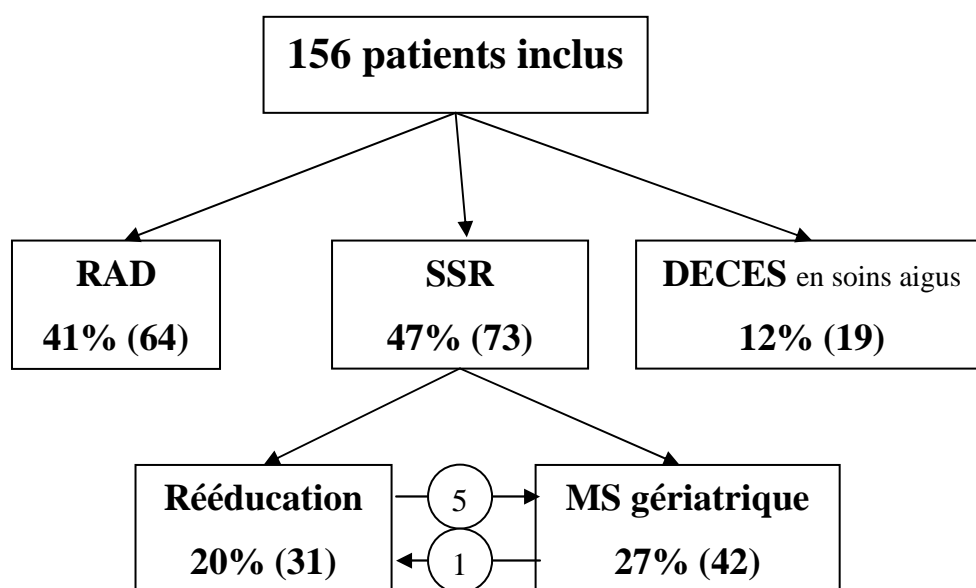 156 patients inclus
RAD
41% (64)
SSR
47% (73)
DECES en soins aigus
12% (19)
Rééducation
20% (31)
5
1
MS gériatrique
27% (42)